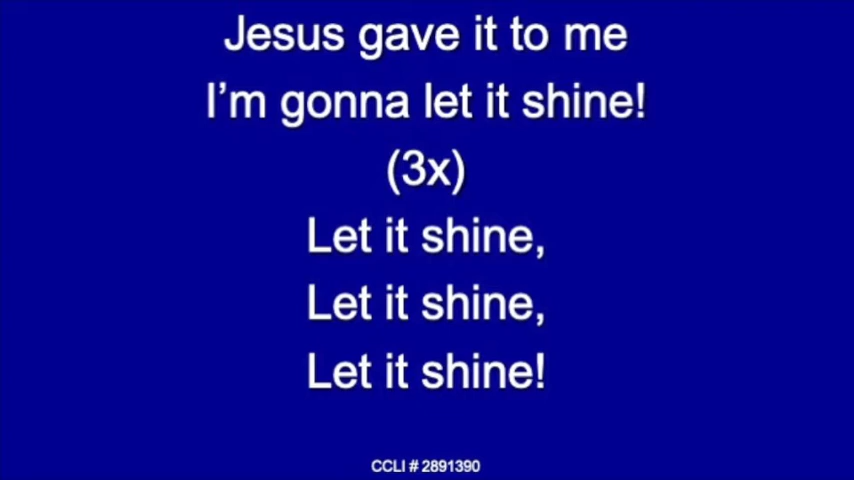 Jesus gave it to me
I’m gonna let it shine!
(3x)
Let it shine,
Let it shine,
Let it shine!
CCLI # 2891390